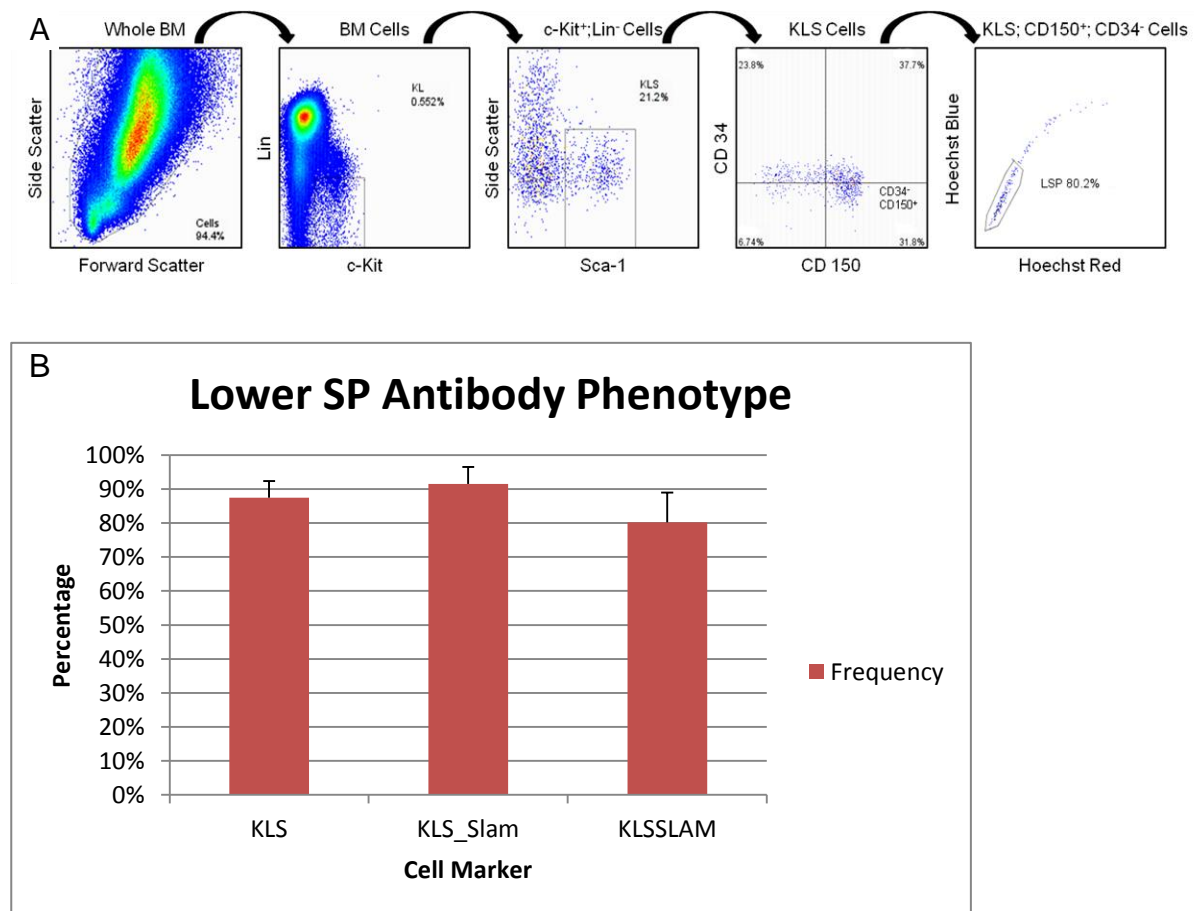 A
Whole BM
BM Cells
c-Kit⁺;Lin⁻ Cells
KLS Cells
KLS; CD150⁺; CD34⁻ Cells
Side Scatter
Cells
94.4%
Forward Scatter
Lin
KL
0.552%
c-Kit
Side Scatter
KLS
21.2%
Sca-1
CD 34
23.8%
37.7%
CD34⁻
CD150⁺
6.74%
31.8%
CD 150
Hoechst Blue
LSP 80.2%
Hoechst Red
B
Lower SP Antibody Phenotype
Percentage
100%
90%
80%
70%
60%
50%
40%
30%
20%
10%
0%
KLS
KLS_Slam
KLSSLAM
Cell Marker
Frequency